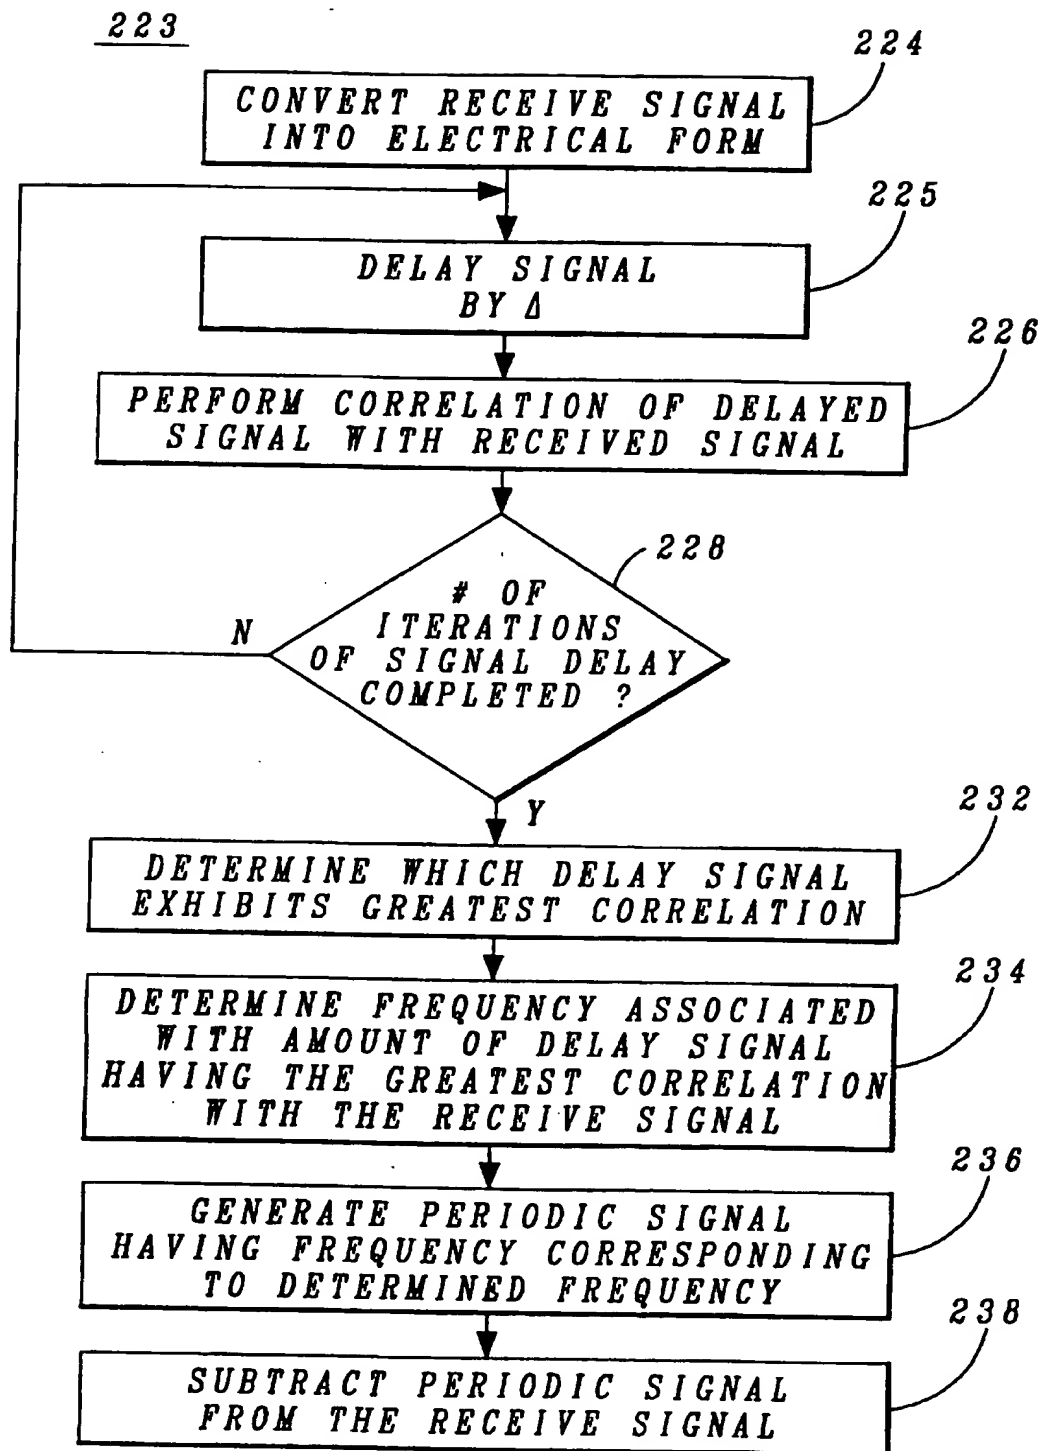 223
224
CONVERT RECEIVE SIGNAL
INTO ELECTRICAL FORM
225
DELAY SIGNAL
BY Δ
226
PERFORM CORRELATION OF DELAYED
SIGNAL WITH RECEIVED SIGNAL
228
# OF
ITERATIONS
OF SIGNAL DELAY
COMPLETED ?
N
Y
232
DETERMINE WHICH DELAY SIGNAL
EXHIBITS GREATEST CORRELATION
234
DETERMINE FREQUENCY ASSOCIATED
WITH AMOUNT OF DELAY SIGNAL
HAVING THE GREATEST CORRELATION
WITH THE RECEIVE SIGNAL
236
GENERATE PERIODIC SIGNAL
HAVING FREQUENCY CORRESPONDING
TO DETERMINED FREQUENCY
238
SUBTRACT PERIODIC SIGNAL
FROM THE RECEIVE SIGNAL